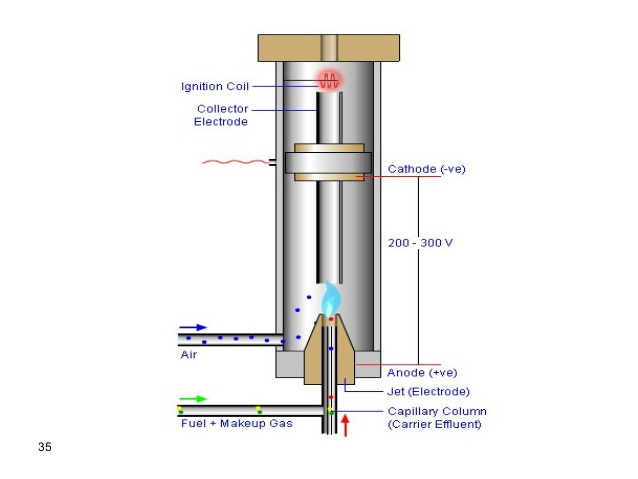 Ignition Coil
Collector
Electrode
Cathode (-ve)
200 - 300 V
Air
Anode (+ve)
Jet (Electrode)
Capillary Column
(Carrier Effluent)
Fuel + Makeup Gas
35